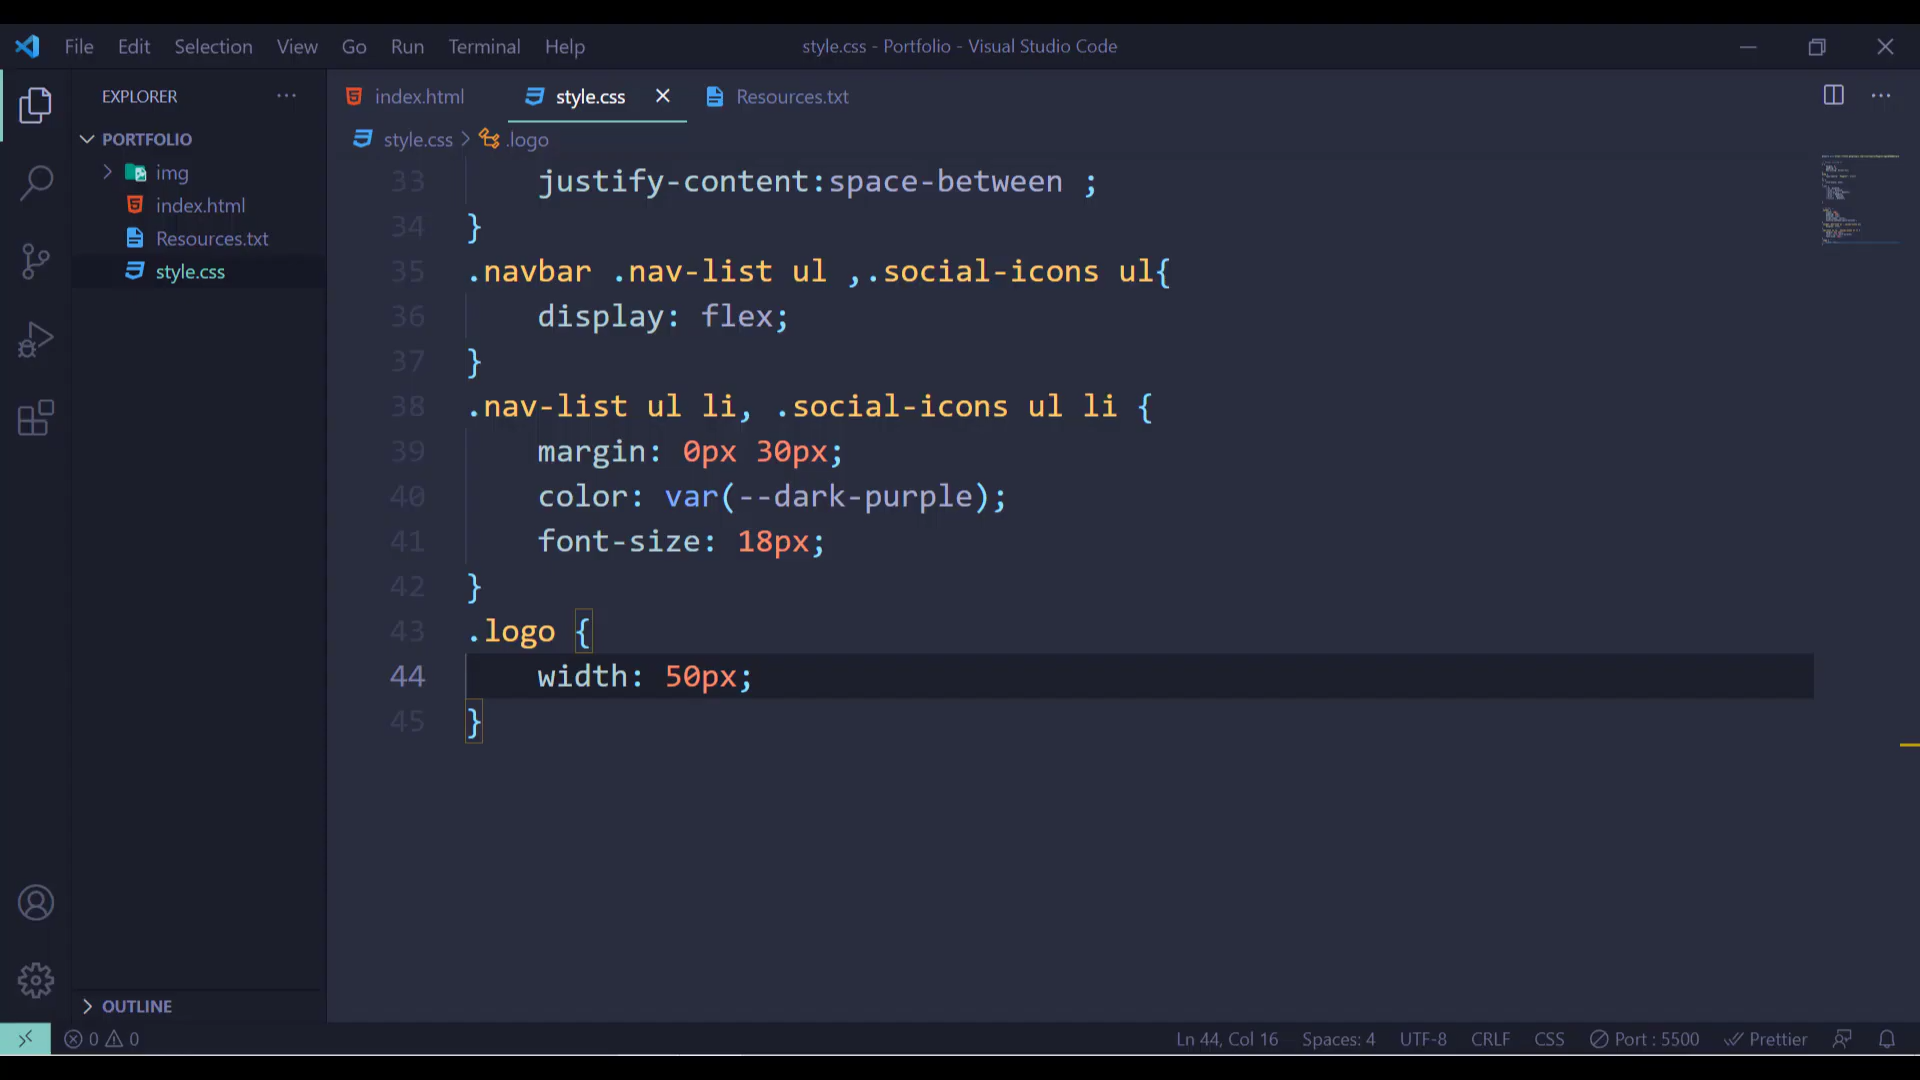 File Edit Selection View Go Run Terminal Help style.css - Portfolio - Visual Studio Code
EXPLORER
PORTFOLIO
img
index.html
Resources.txt
style.css
OUTLINE
index.html style.css Resources.txt
style.css > .logo
33 justify-content:space-between ;
34 }
35 .navbar .nav-list ul ,.social-icons ul{
36 display: flex;
37 }
38 .nav-list ul li, .social-icons ul li {
39 margin: 0px 30px;
40 color: var(--dark-purple);
41 font-size: 18px;
42 }
43 .logo {
44 width: 50px;
45 }
0 0 Ln 44, Col 16 Spaces: 4 UTF-8 CRLF CSS Port : 5500 Prettier